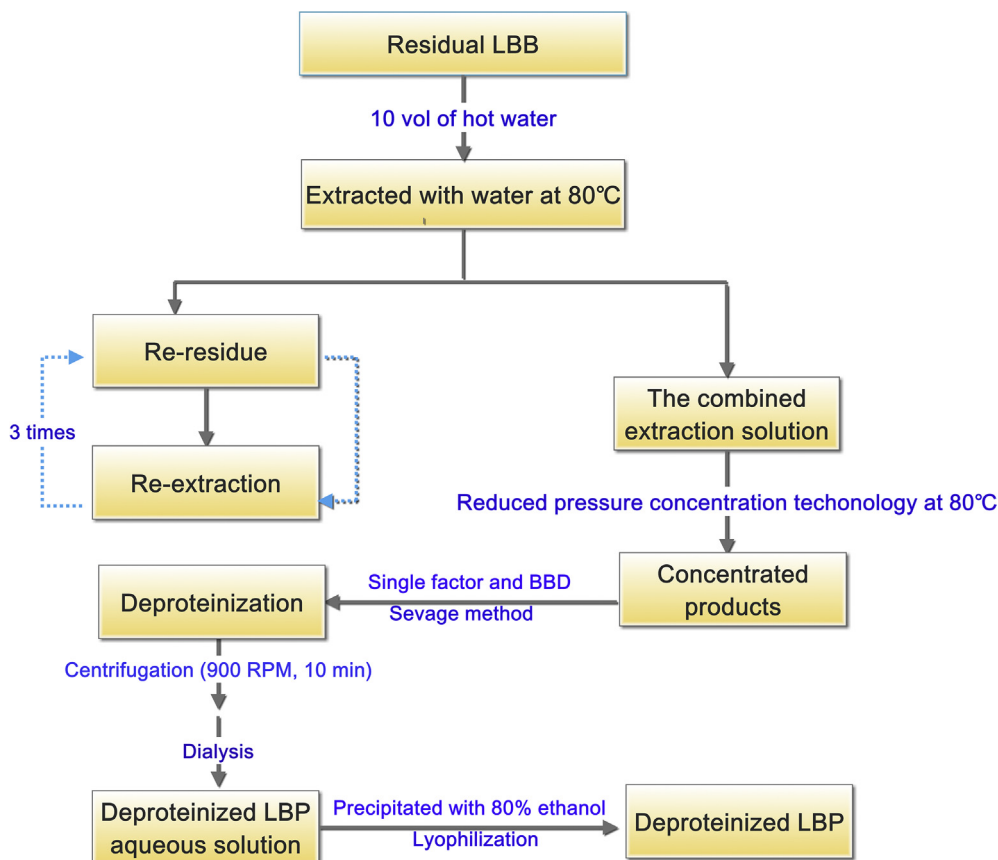 Residual LBB
10 vol of hot water
Extracted with water at 80℃
Re-residue
3 times
Re-extraction
The combined
extraction solution
Reduced pressure concentration techonology at 80℃
Concentrated
products
Single factor and BBD
Sevage method
Deproteinization
Centrifugation (900 RPM, 10 min)
Dialysis
Deproteinized LBP
aqueous solution
Precipitated with 80% ethanol
Lyophilization
Deproteinized LBP